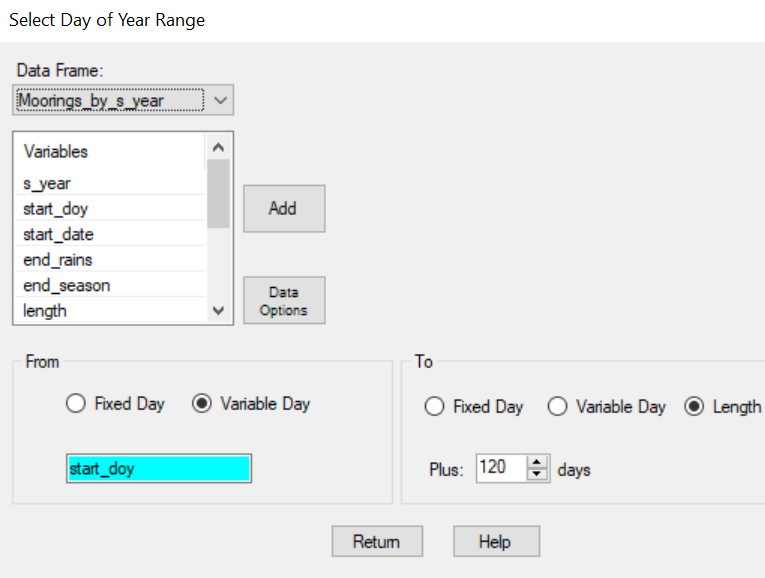 Select Day of Year Range
Data Frame:
Moorings_by_s_year
Variables
s_year
start_doy
start_date
end_rains
end_season
length
Add
Data
Options
From
Fixed Day
Variable Day
start_doy
To
Fixed Day
Variable Day
Length
Plus:
120
days
Return
Help